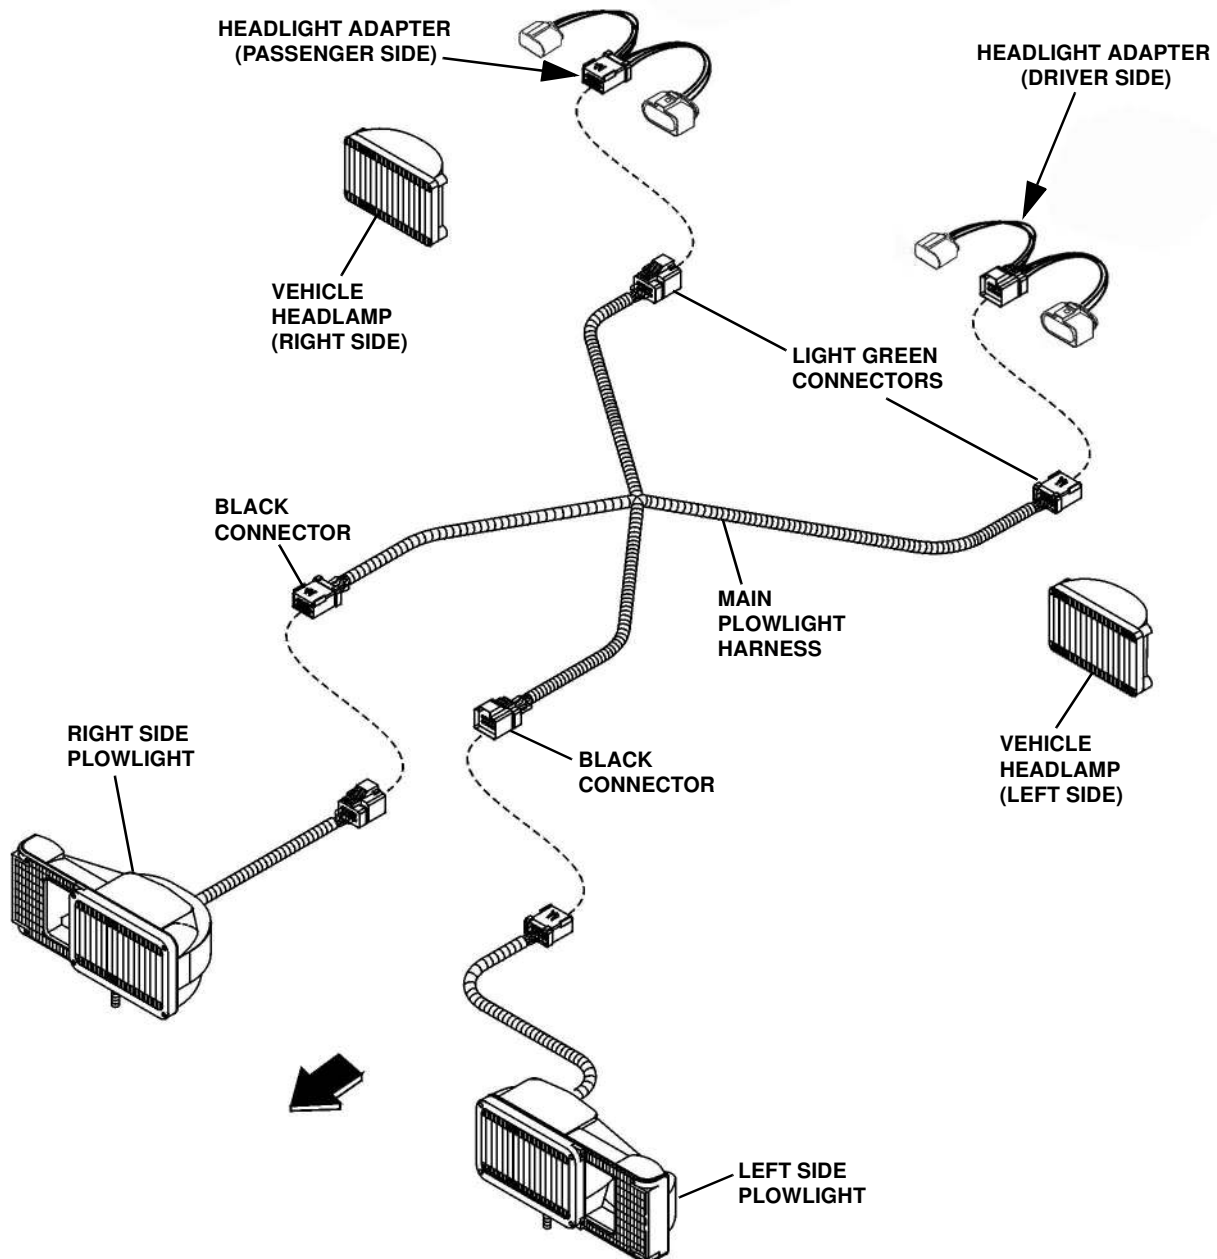 HEADLIGHT ADAPTER
(PASSENGER SIDE)
HEADLIGHT ADAPTER
(DRIVER SIDE)
VEHICLE
HEADLAMP
(RIGHT SIDE)
LIGHT GREEN
CONNECTORS
BLACK
CONNECTOR
MAIN
PLOWLIGHT
HARNESS
RIGHT SIDE
PLOWLIGHT
BLACK
CONNECTOR
VEHICLE
HEADLAMP
(LEFT SIDE)
LEFT SIDE
PLOWLIGHT